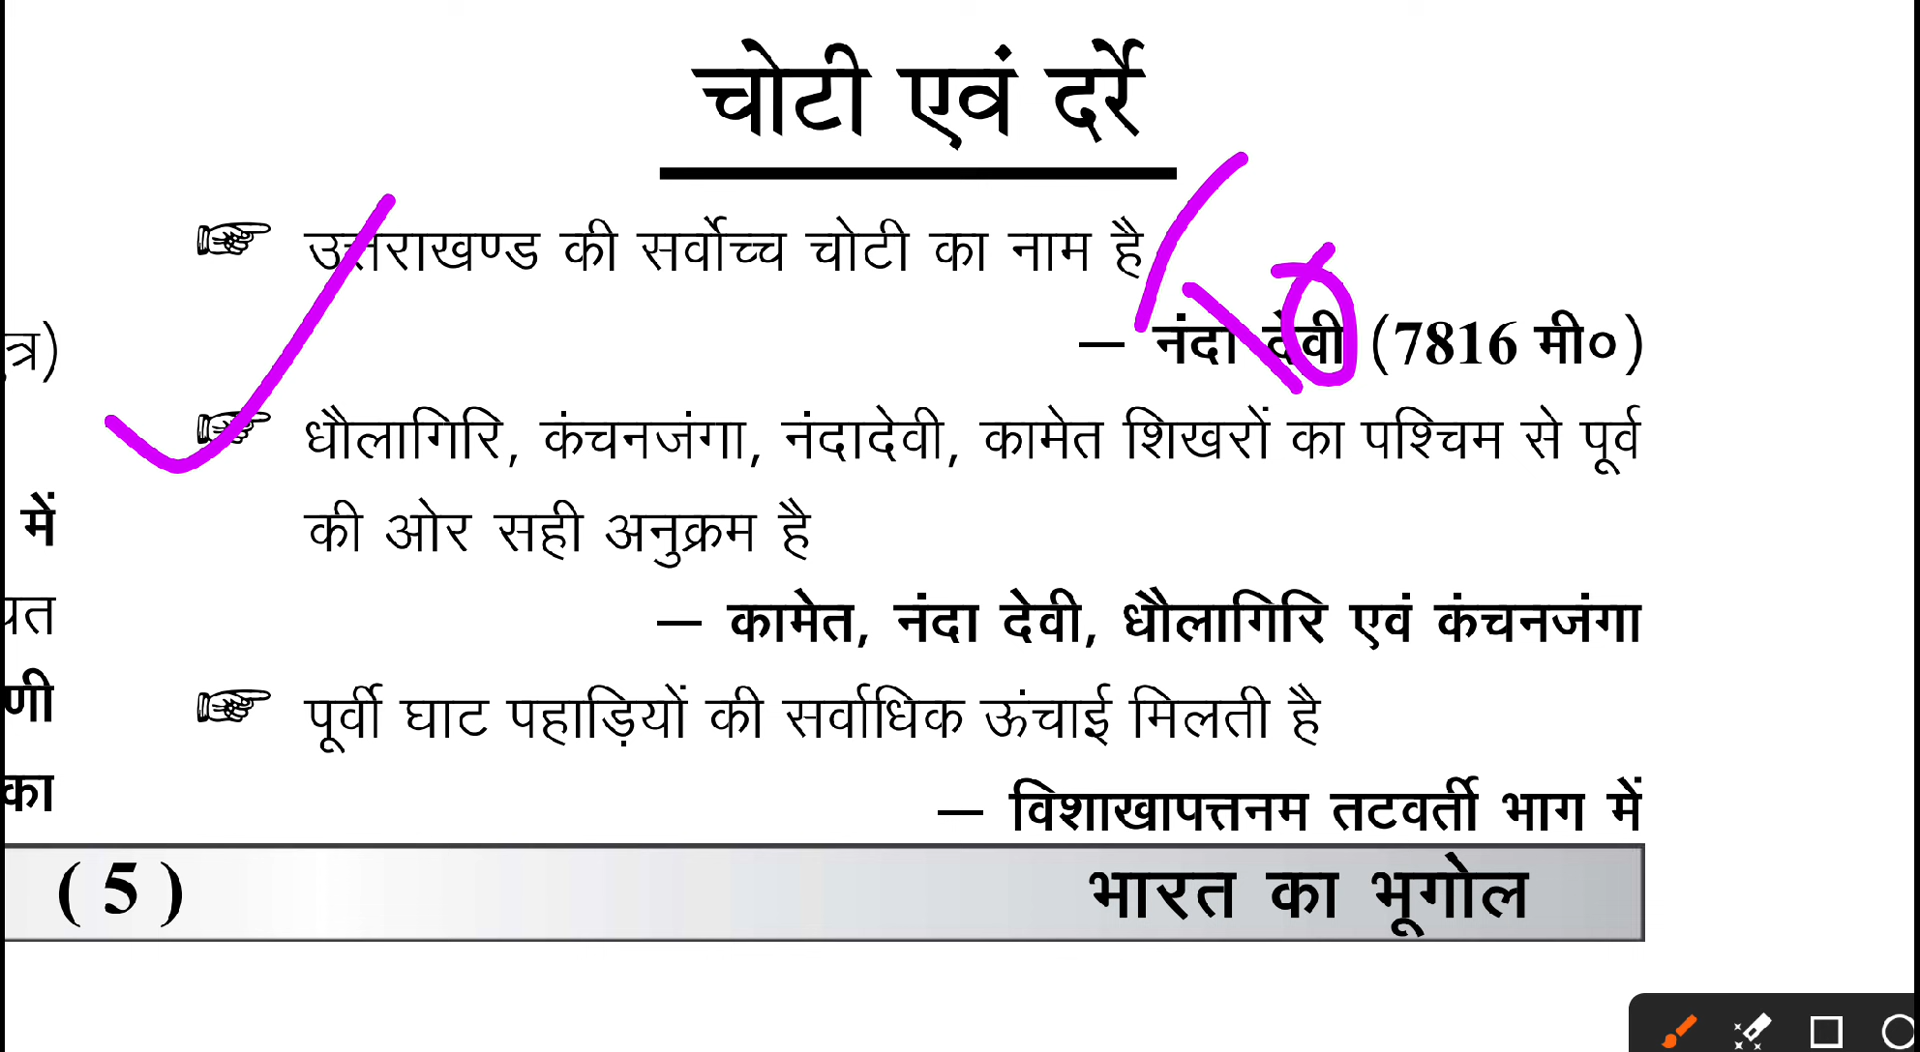 चोटी एवं दर्रे
उत्तराखण्ड की सर्वोच्च चोटी का नाम है
— नंदा देवी (7816 मी०)
धौलागिरि, कंचनजंगा, नंदादेवी, कामेत शिखरों का पश्चिम से पूर्व
की ओर सही अनुक्रम है
— कामेत, नंदा देवी, धौलागिरि एवं कंचनजंगा
पूर्वी घाट पहाड़ियों की सर्वाधिक ऊंचाई मिलती है
— विशाखापत्तनम तटवर्ती भाग में
में
का
( 5 ) भारत का भूगोल